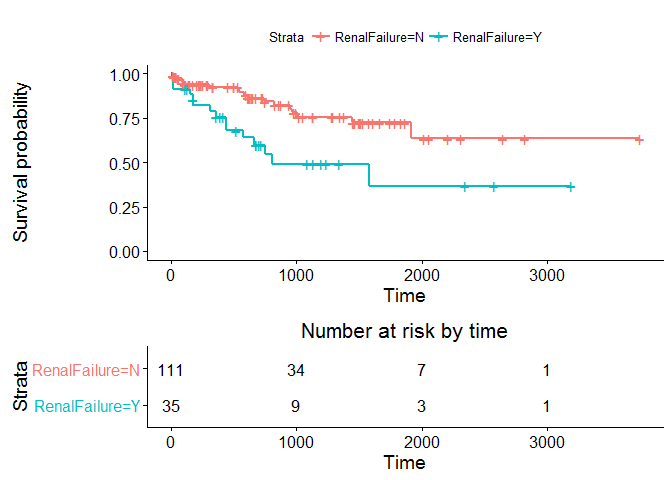 Strata RenalFailure=N RenalFailure=Y
Survival probability
1.00
0.75
0.50
0.25
0.00
0 1000 2000 3000
Time
Number at risk by time
Strata
RenalFailure=N 111 34 7 1
RenalFailure=Y 35 9 3 1
0 1000 2000 3000
Time